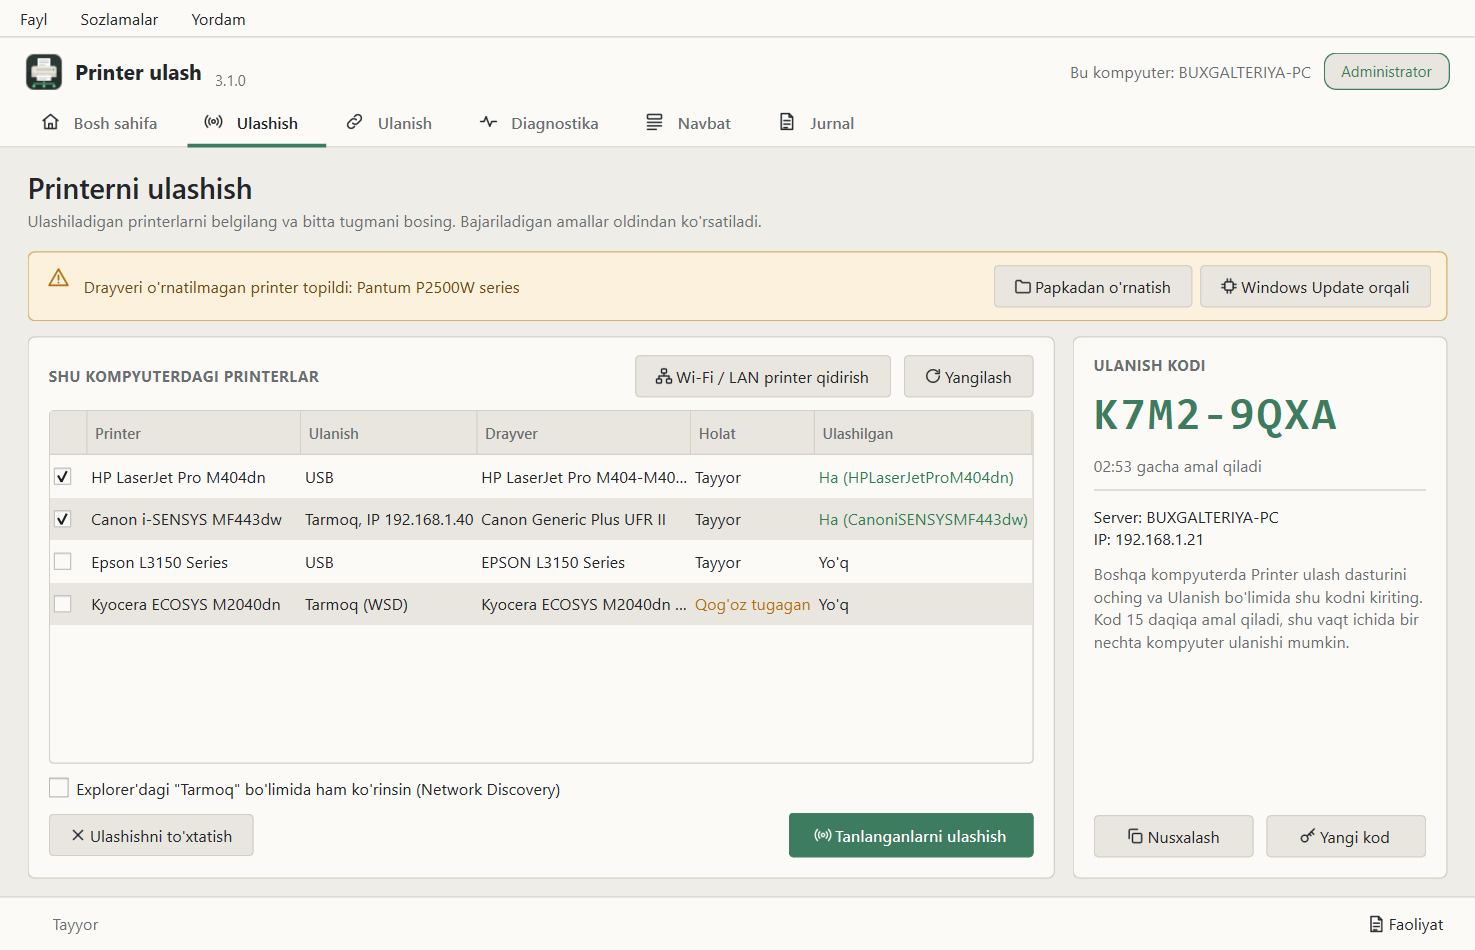 Fayl Sozlamalar Yordam
Printer ulash 3.1.0
Bu kompyuter: BUXGALTERIYA-PC Administrator
Bosh sahifa Ulashish Ulanish Diagnostika Navbat Jurnal
Printerni ulashish
Ulashiladigan printerlarni belgilang va bitta tugmani bosing. Bajariladigan amallar oldindan ko'rsatiladi.
Drayveri o'rnatilmagan printer topildi: Pantum P2500W series
Papkadan o'rnatish Windows Update orqali
SHU KOMPYUTERDAGI PRINTERLAR
Wi-Fi / LAN printer qidirish Yangilash
Printer Ulanish Drayver Holat Ulashilgan
HP LaserJet Pro M404dn USB HP LaserJet Pro M404-M40... Tayyor Ha (HPLaserJetProM404dn)
Canon i-SENSYS MF443dw Tarmoq, IP 192.168.1.40 Canon Generic Plus UFR II Tayyor Ha (CanoniSENSYSMF443dw)
Epson L3150 Series USB EPSON L3150 Series Tayyor Yo'q
Kyocera ECOSYS M2040dn Tarmoq (WSD) Kyocera ECOSYS M2040dn ... Qog'oz tugagan Yo'q
Explorer'dagi "Tarmoq" bo'limida ham ko'rinsin (Network Discovery)
Ulashishni to'xtatish Tanlanganlarni ulashish
ULANISH KODI
K7M2-9QXA
02:53 gacha amal qiladi
Server: BUXGALTERIYA-PC
IP: 192.168.1.21
Boshqa kompyuterda Printer ulash dasturini
oching va Ulanish bo'limida shu kodni kiriting.
Kod 15 daqiqa amal qiladi, shu vaqt ichida bir
nechta kompyuter ulanishi mumkin.
Nusxalash Yangi kod
Tayyor Faoliyat